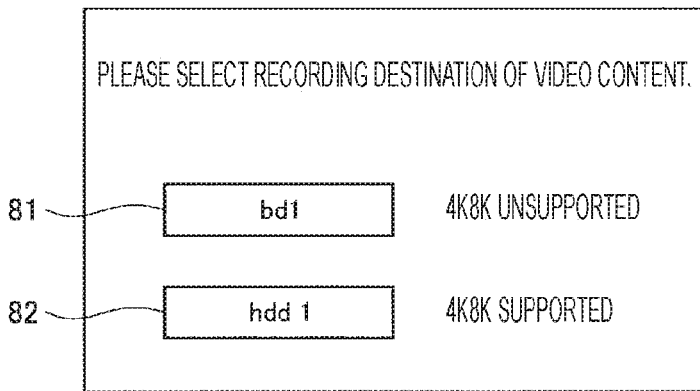 PLEASE SELECT RECORDING DESTINATION OF VIDEO CONTENT.
81 bd1 4K8K UNSUPPORTED
82 hdd 1 4K8K SUPPORTED